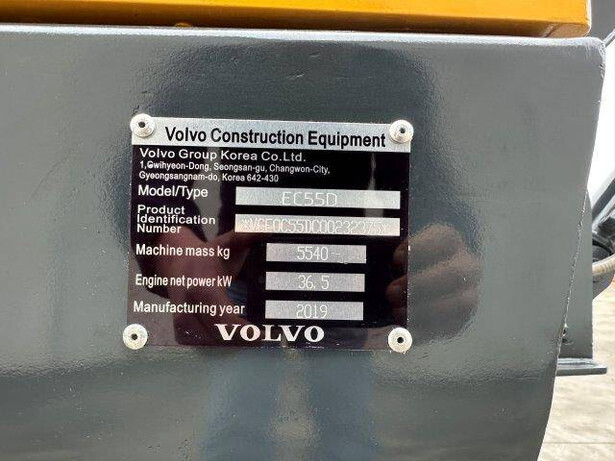 Volvo Construction Equipment
Volvo Group Korea Co.Ltd.
1,Gwihyeon-Dong, Seongsan-gu, Changwon-City,
Gyeongsangnam-do, Korea 642-430
Model/Type EC55D
Product
Identification
Number
Machine mass kg 5540
Engine net power kW 36,5
Manufacturing year 2019
VOLVO